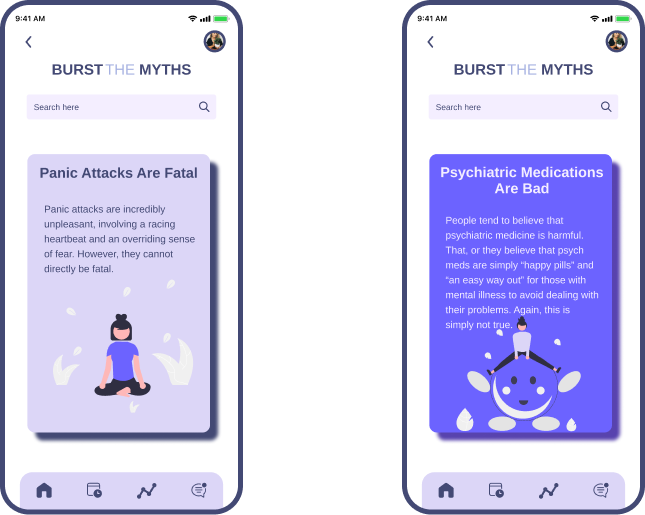 9:41 AM
BURST THE MYTHS
Search here
Panic Attacks Are Fatal
Panic attacks are incredibly
unpleasant, involving a racing
heartbeat and an overriding sense
of fear. However, they cannot
directly be fatal.
9:41 AM
BURST THE MYTHS
Search here
Psychiatric Medications
Are Bad
People tend to believe that
psychiatric medicine is harmful.
That, or they believe that psych
meds are simply “happy pills” and
“an easy way out” for those with
mental illness to avoid dealing with
their problems. Again, this is
simply not true.